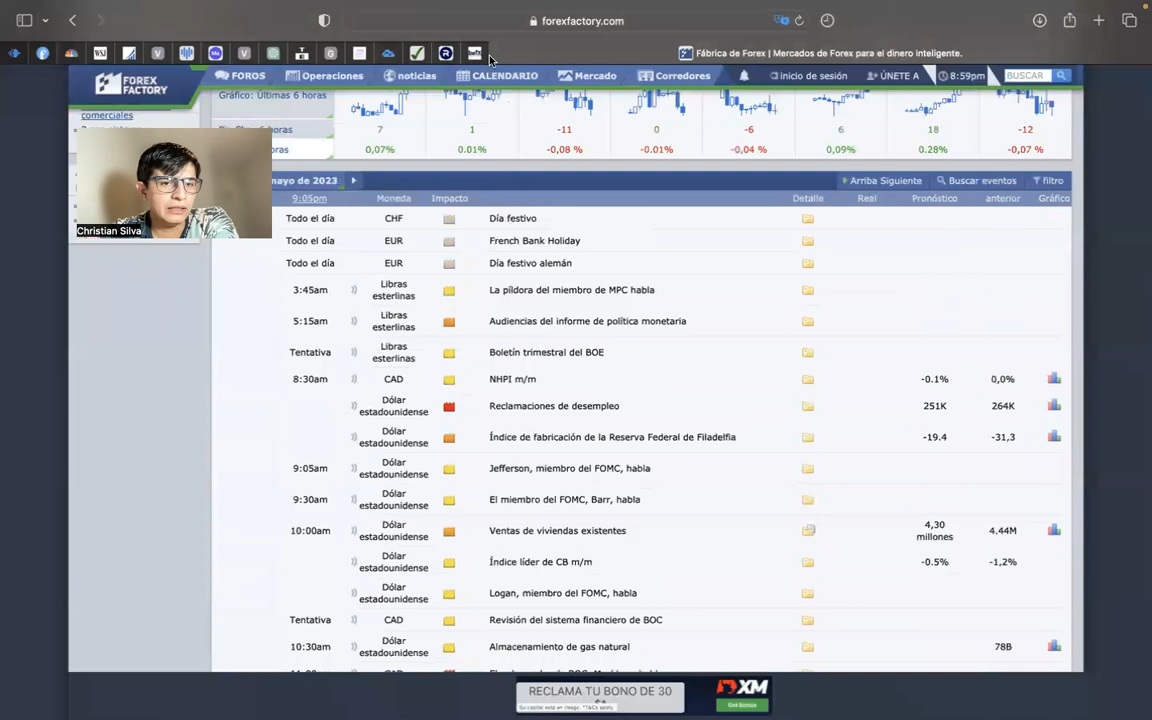 forexfactory.com
WSJ
Fábrica de Forex | Mercados de Forex para el dinero inteligente.
FOREX FACTORY
FOROS Operaciones noticias CALENDARIO Mercado Corredores inicio de sesión ÚNETE A 8:59pm BUSCAR
Gráfico: Últimas 6 horas
comerciales
horas 7 1 -11 0 -6 6 18 -12
horas 0,07% 0.01% -0,08 % -0.01% -0,04 % 0,09% 0.28% -0,07 %
mayo de 2023 Arriba Siguiente Buscar eventos filtro
9:05pm Moneda Impacto Detalle Real Pronóstico anterior Gráfico
Todo el día CHF Día festivo
Christian Silva
Todo el día EUR French Bank Holiday
Todo el día EUR Día festivo alemán
3:45am Libras esterlinas La píldora del miembro de MPC habla
5:15am Libras esterlinas Audiencias del informe de política monetaria
Tentativa Libras esterlinas Boletín trimestral del BOE
8:30am CAD NHPI m/m -0.1% 0,0%
Dólar estadounidense Reclamaciones de desempleo 251K 264K
Dólar estadounidense Índice de fabricación de la Reserva Federal de Filadelfia -19.4 -31,3
9:05am Dólar estadounidense Jefferson, miembro del FOMC, habla
9:30am Dólar estadounidense El miembro del FOMC, Barr, habla
10:00am Dólar estadounidense Ventas de viviendas existentes 4,30 millones 4.44M
Dólar estadounidense Índice líder de CB m/m -0.5% -1,2%
Dólar estadounidense Logan, miembro del FOMC, habla
Tentativa CAD Revisión del sistema financiero de BOC
10:30am Dólar estadounidense Almacenamiento de gas natural 78B
RECLAMA TU BONO DE 30
XM